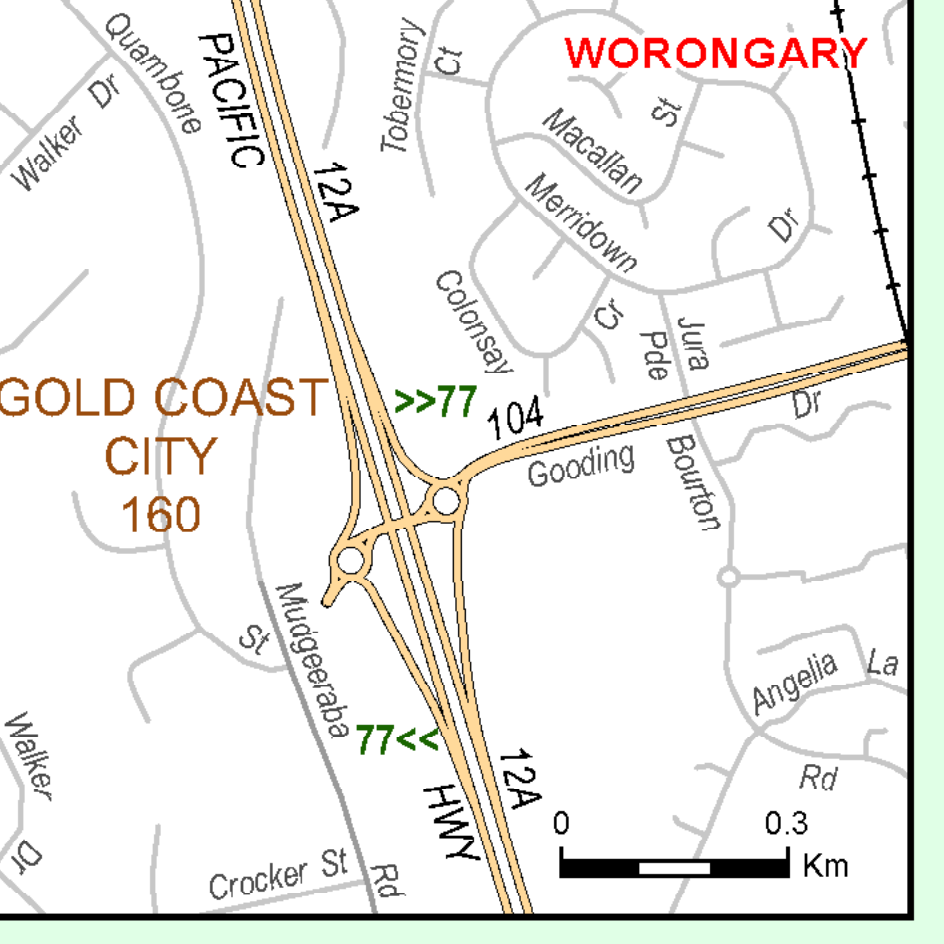 WORONGARY
Quambone
St
Walker Dr
PACIFIC
HWY
12A
Tobermory Ct
Macallan
St
Merridown
Dr
Colonsay
Cr
Jura
Pde
GOLD COAST
CITY
160
>>77
104
Gooding
Dr
Bourton
Rd
Mudgeeraba
Rd
77<<
12A
Angelia La
Walker
Dr
Crocker St
0
0.3
Km